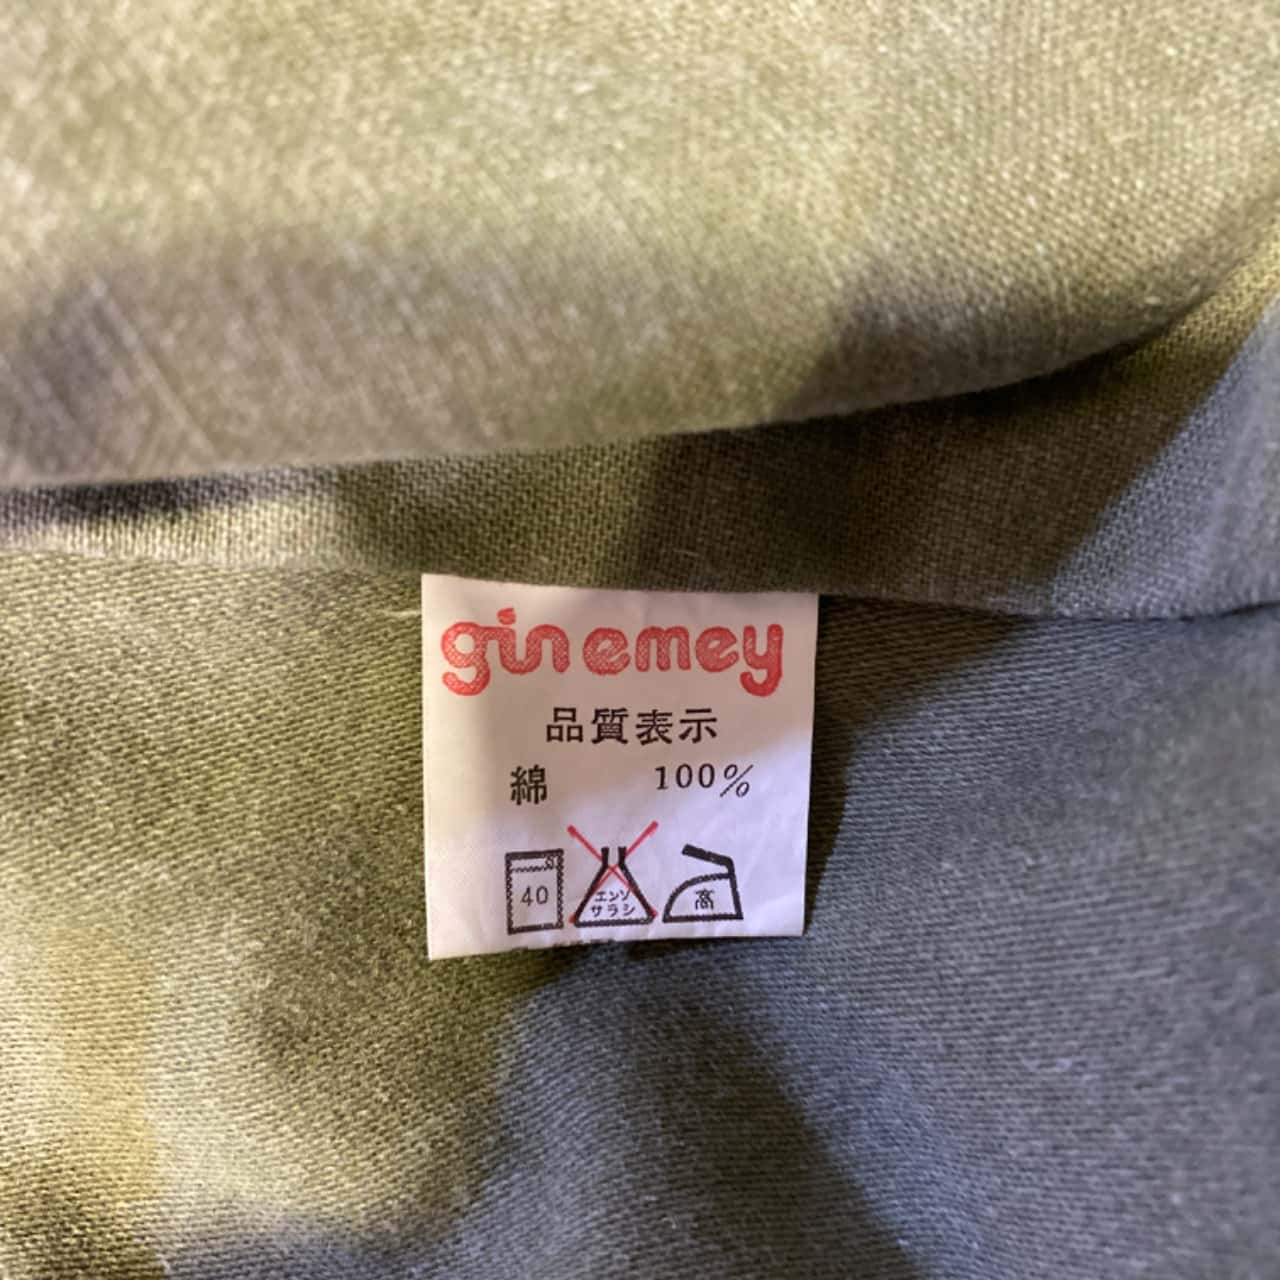 gin emey
品質表示
綿 100%
40 エンソサラシ 高